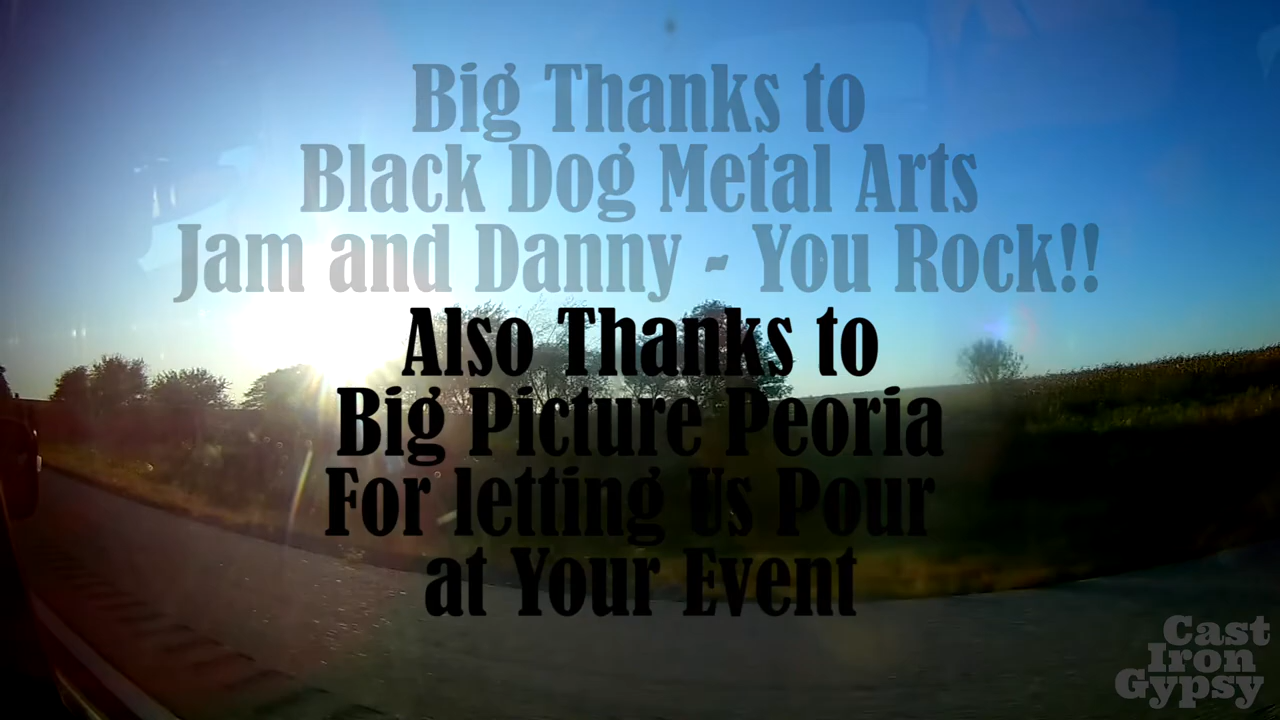 Big Thanks to
Black Dog Metal Arts
Jam and Danny - You Rock!!
Also Thanks to
Big Picture Peoria
For letting Us Pour
at Your Event
Cast
Iron
Gypsy